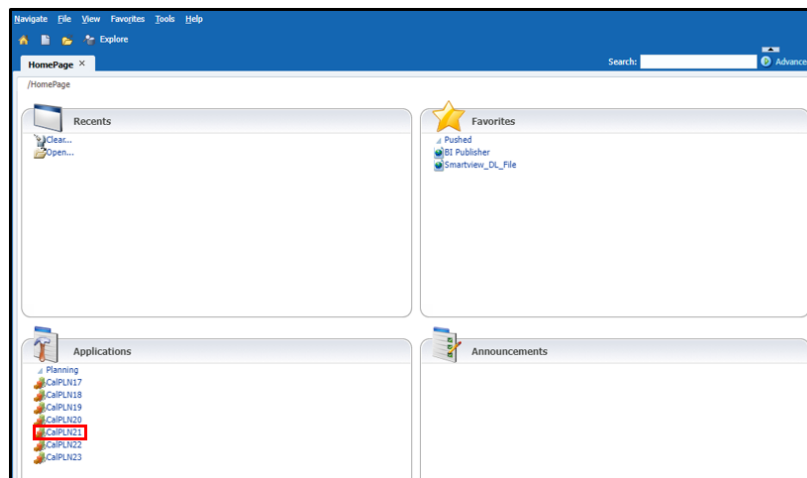 Navigate File View Favorites Tools Help
Explore
HomePage × Search: Advance
/HomePage
Recents
Clear...
Open...
Favorites
Pushed
BI Publisher
Smartview_DL_File
Applications
Planning
CalPLN17
CalPLN18
CalPLN19
CalPLN20
CalPLN21
CalPLN22
CalPLN23
Announcements